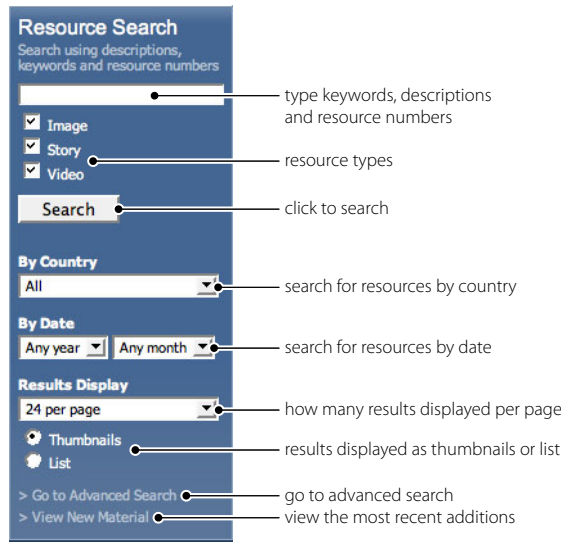 Resource Search
Search using descriptions,
keywords and resource numbers
type keywords, descriptions
and resource numbers
Image
Story
Video
resource types
Search
click to search
By Country
All
search for resources by country
By Date
Any year
Any month
search for resources by date
Results Display
24 per page
how many results displayed per page
Thumbnails
List
results displayed as thumbnails or list
> Go to Advanced Search
go to advanced search
> View New Material
view the most recent additions